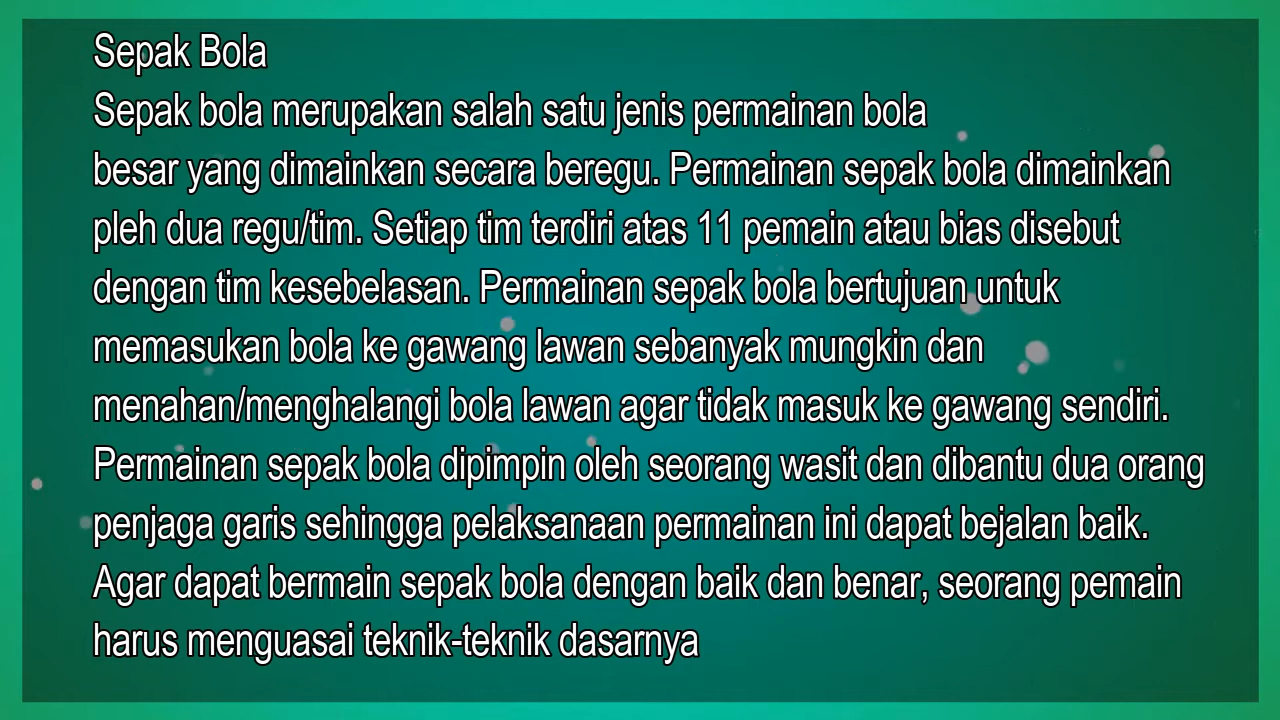 Sepak Bola
Sepak bola merupakan salah satu jenis permainan bola
besar yang dimainkan secara beregu. Permainan sepak bola dimainkan
pleh dua regu/tim. Setiap tim terdiri atas 11 pemain atau bias disebut
dengan tim kesebelasan. Permainan sepak bola bertujuan untuk
memasukan bola ke gawang lawan sebanyak mungkin dan
menahan/menghalangi bola lawan agar tidak masuk ke gawang sendiri.
Permainan sepak bola dipimpin oleh seorang wasit dan dibantu dua orang
penjaga garis sehingga pelaksanaan permainan ini dapat bejalan baik.
Agar dapat bermain sepak bola dengan baik dan benar, seorang pemain
harus menguasai teknik-teknik dasarnya